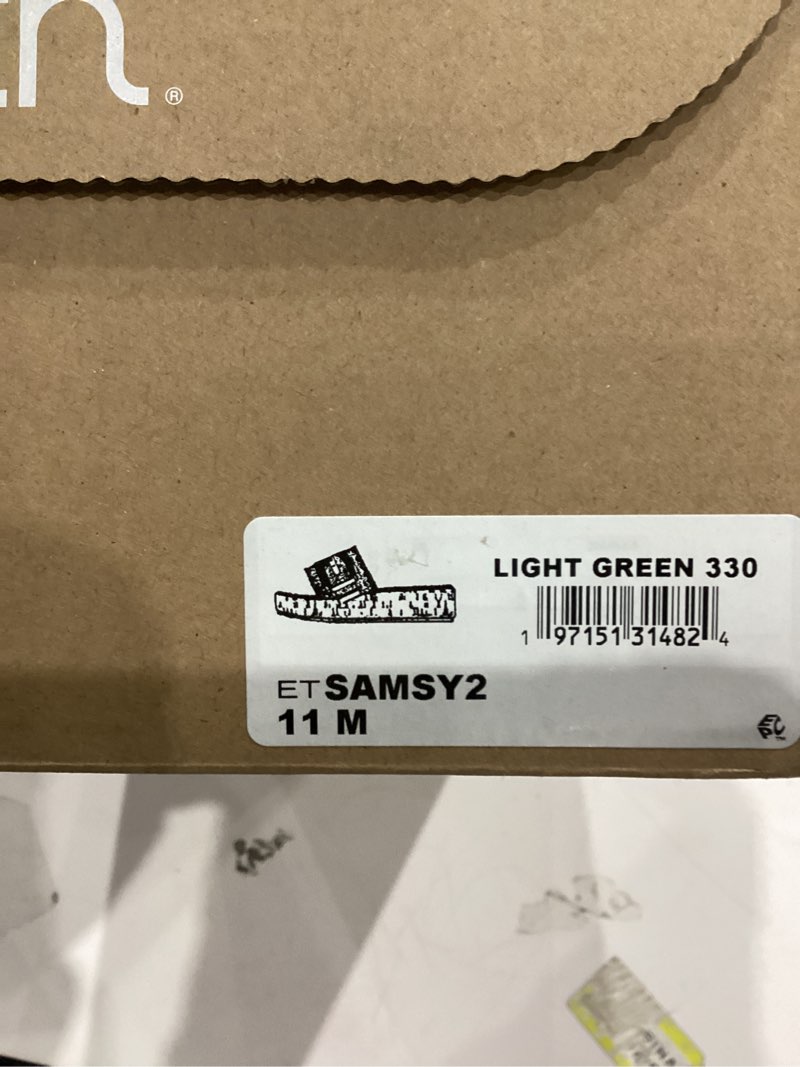 ®
LIGHT GREEN 330
1 97151 31482 4
ET SAMSY2
11 M